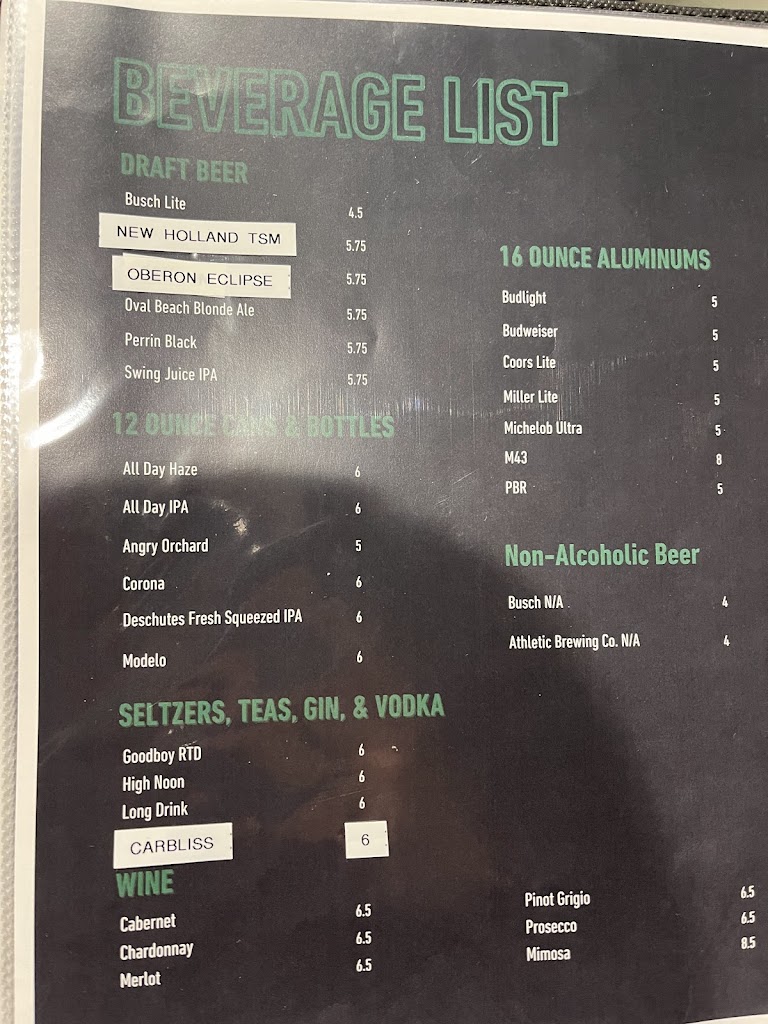 BEVERAGE LIST
DRAFT BEER
Busch Lite 4.5
NEW HOLLAND TSM 5.75
OBERON ECLIPSE 5.75
Oval Beach Blonde Ale 5.75
Perrin Black 5.75
Swing Juice IPA 5.75
12 OUNCE CANS & BOTTLES
All Day Haze 6
All Day IPA 6
Angry Orchard 5
Corona 6
Deschutes Fresh Squeezed IPA 6
Modelo 6
SELTZERS, TEAS, GIN, & VODKA
Goodboy RTD 6
High Noon 6
Long Drink 6
CARBLISS 6
16 OUNCE ALUMINUMS
Budlight 5
Budweiser 5
Coors Lite 5
Miller Lite 5
Michelob Ultra 5
M43 8
PBR 5
Non-Alcoholic Beer
Busch N/A 4
Athletic Brewing Co. N/A 4
WINE
Cabernet 6.5
Chardonnay 6.5
Merlot 6.5
Pinot Grigio 6.5
Prosecco 6.5
Mimosa 8.5